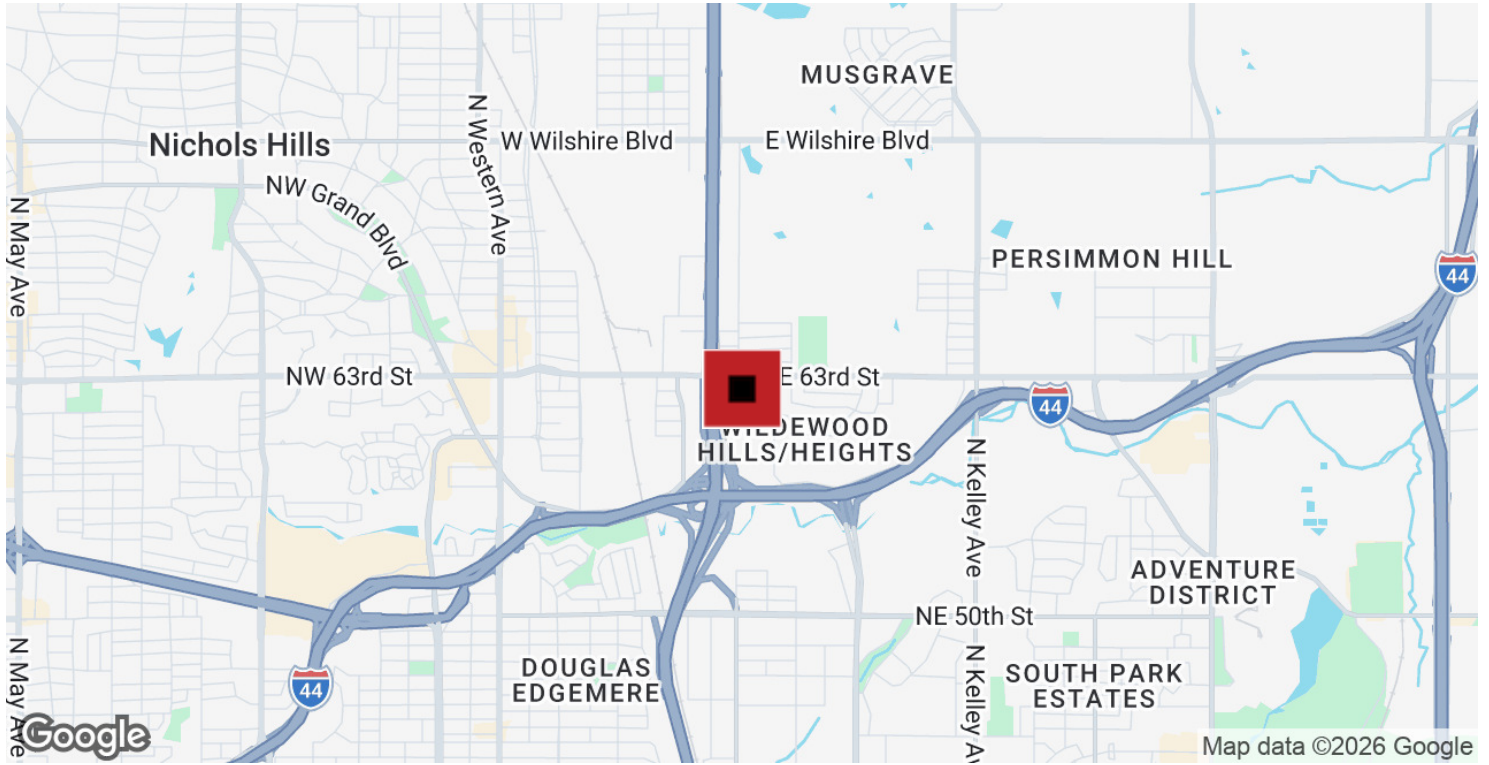 MUSGRAVE
Nichols Hills
N Western Ave
W Wilshire Blvd
E Wilshire Blvd
NW Grand Blvd
N May Ave
PERSIMMON HILL
44
NW 63rd St
E 63rd St
44
WILDEWOOD
HILLS/HEIGHTS
N Kelley Ave
ADVENTURE
DISTRICT
NE 50th St
N May Ave
DOUGLAS
EDGEMERE
N Kelley Av
SOUTH PARK
ESTATES
44
Google
Map data ©2026 Google